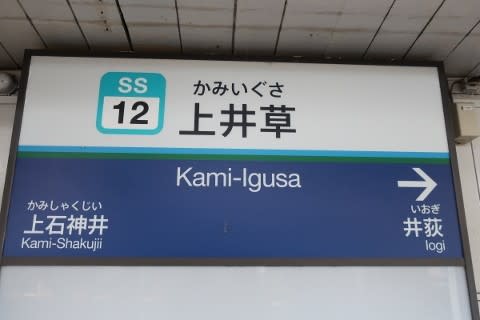 SS
12
かみいぐさ
上井草
Kami-Igusa
かみしゃくじい
上石神井
Kami-Shakujii
いおぎ
井荻
Iogi